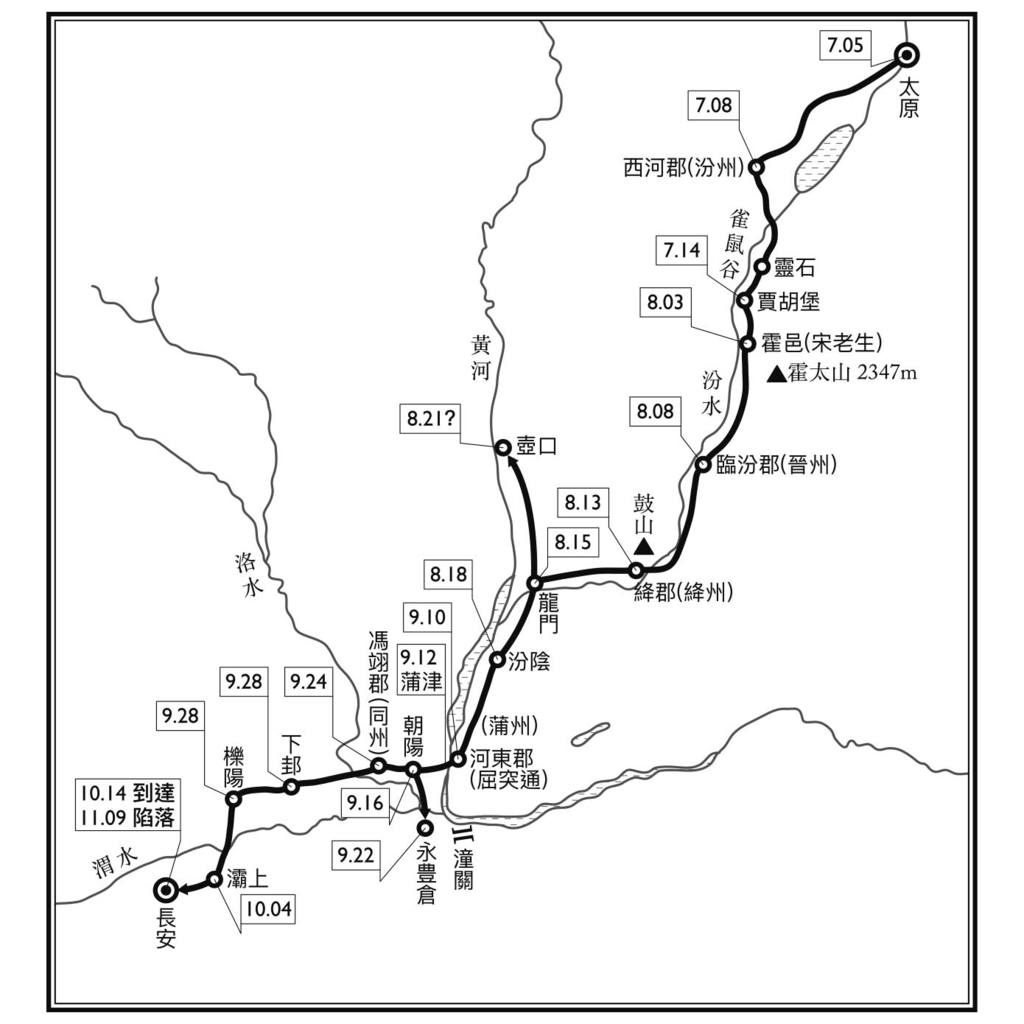 7.05
太原
7.08
西河郡(汾州)
雀鼠谷
7.14
靈石
賈胡堡
8.03
霍邑(宋老生)
霍太山 2347m
黃河
汾水
8.21?
壺口
8.08
臨汾郡(晉州)
8.13
鼓山
8.15
絳郡(絳州)
龍門
洛水
8.18
汾陰
9.10
9.12
蒲津
馮翊郡(同州)
朝陽
(蒲州)
河東郡
(屈突通)
9.24
9.28
下邽
9.28
櫟陽
10.14 到達
11.09 陷落
9.16
9.22
永豊倉
潼關
渭水
灞上
10.04
長安